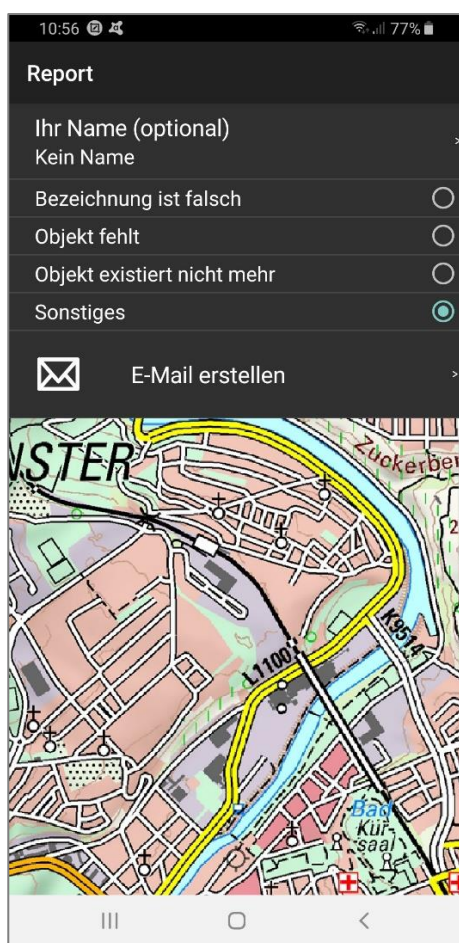 10:56 77%
Report
Ihr Name (optional)
Kein Name
Bezeichnung ist falsch
Objekt fehlt
Objekt existiert nicht mehr
Sonstiges
E-Mail erstellen
NSTER
Zuckerber
K9514
L1100
Bad
Kur-
saal